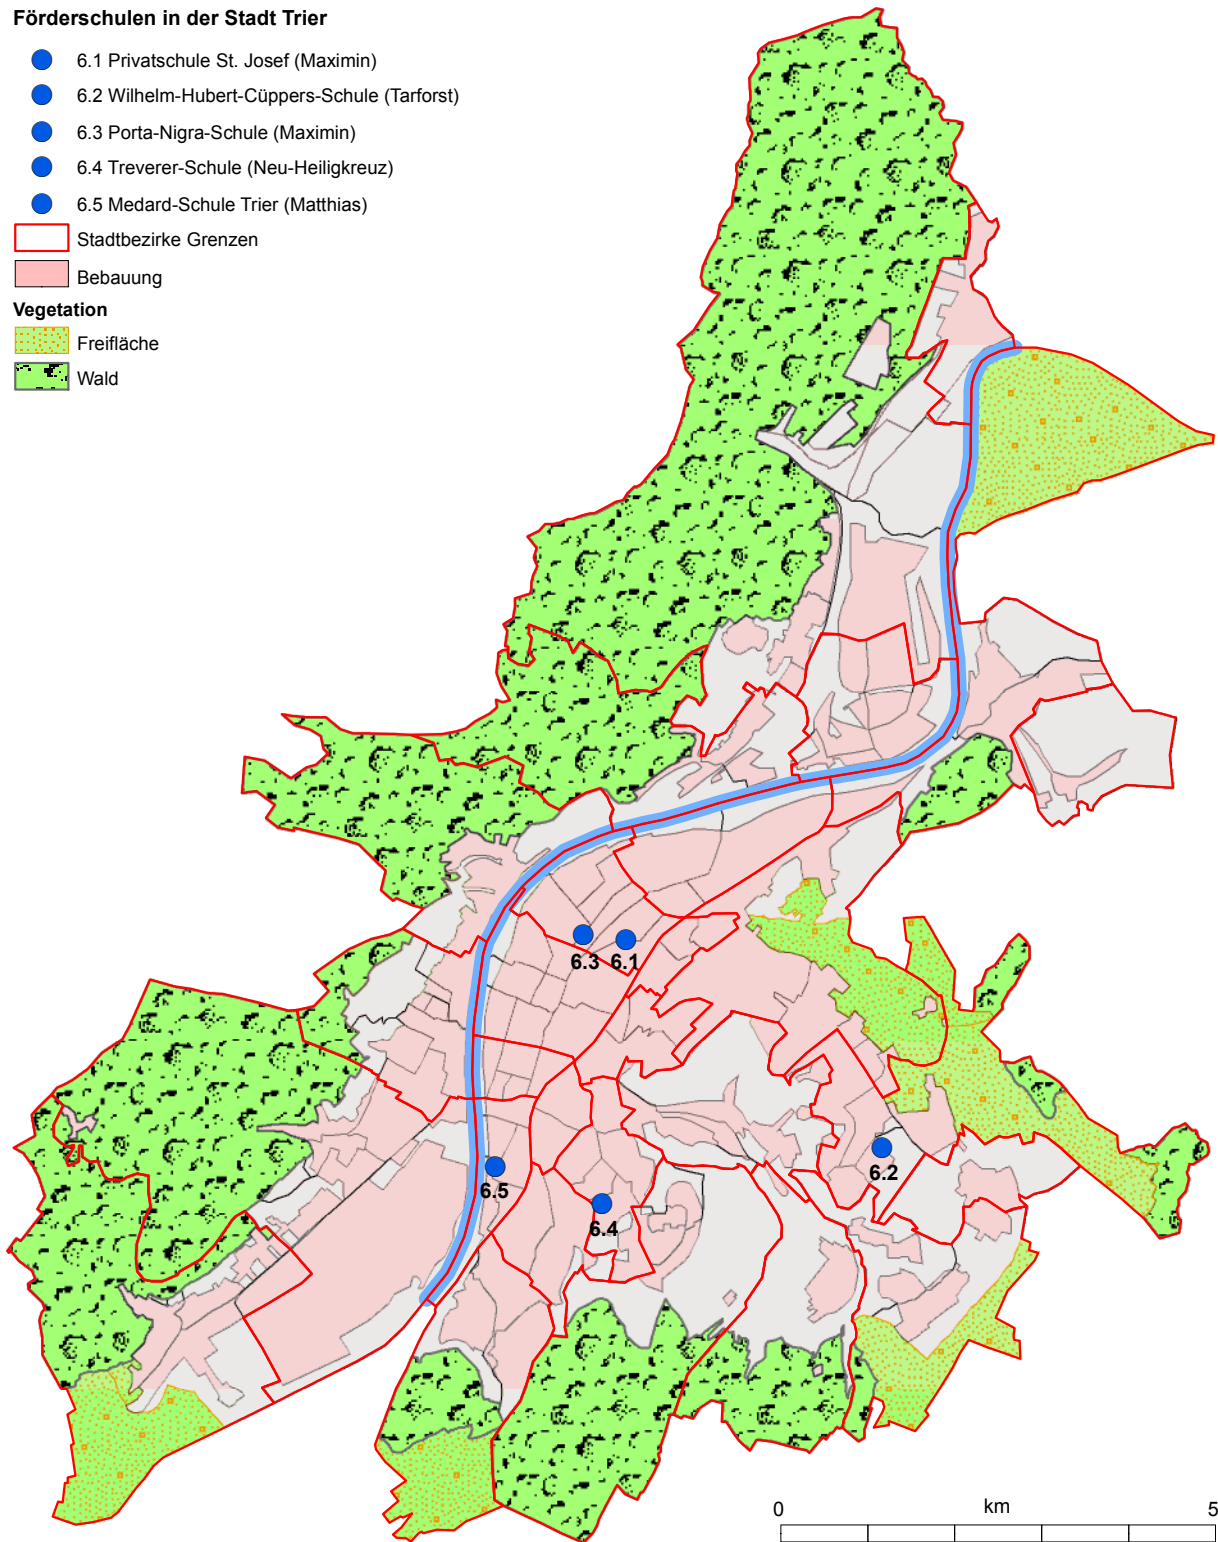 Förderschulen in der Stadt Trier
6.1 Privatschule St. Josef (Maximin)
6.2 Wilhelm-Hubert-Cüppers-Schule (Tarforst)
6.3 Porta-Nigra-Schule (Maximin)
6.4 Treverer-Schule (Neu-Heiligkreuz)
6.5 Medard-Schule Trier (Matthias)
Stadtbezirke Grenzen
Bebauung
Vegetation
Freifläche
Wald
6.3 6.1
6.2
6.5
6.4
0 km 5